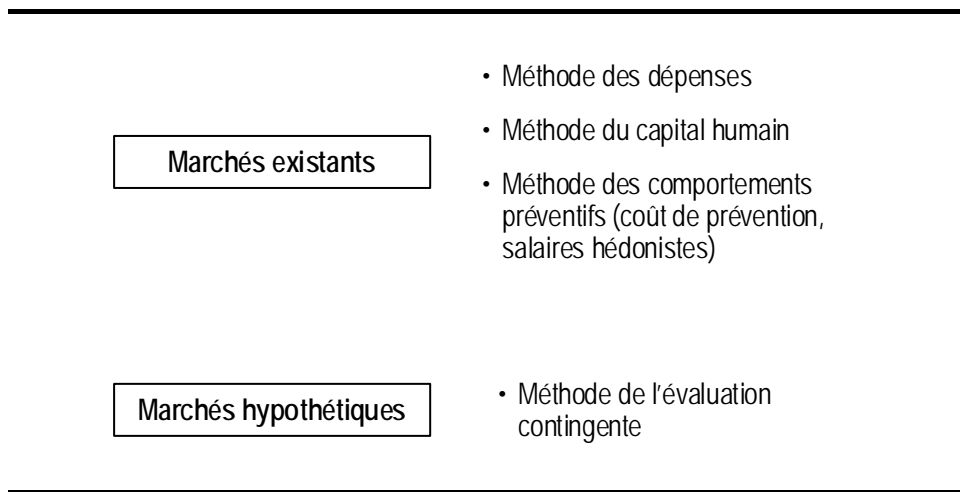 • Méthode des dépenses
• Méthode du capital humain
Marchés existants
• Méthode des comportements
préventifs (coût de prévention,
salaires hédonistes)
Marchés hypothétiques
• Méthode de l'évaluation
contingente